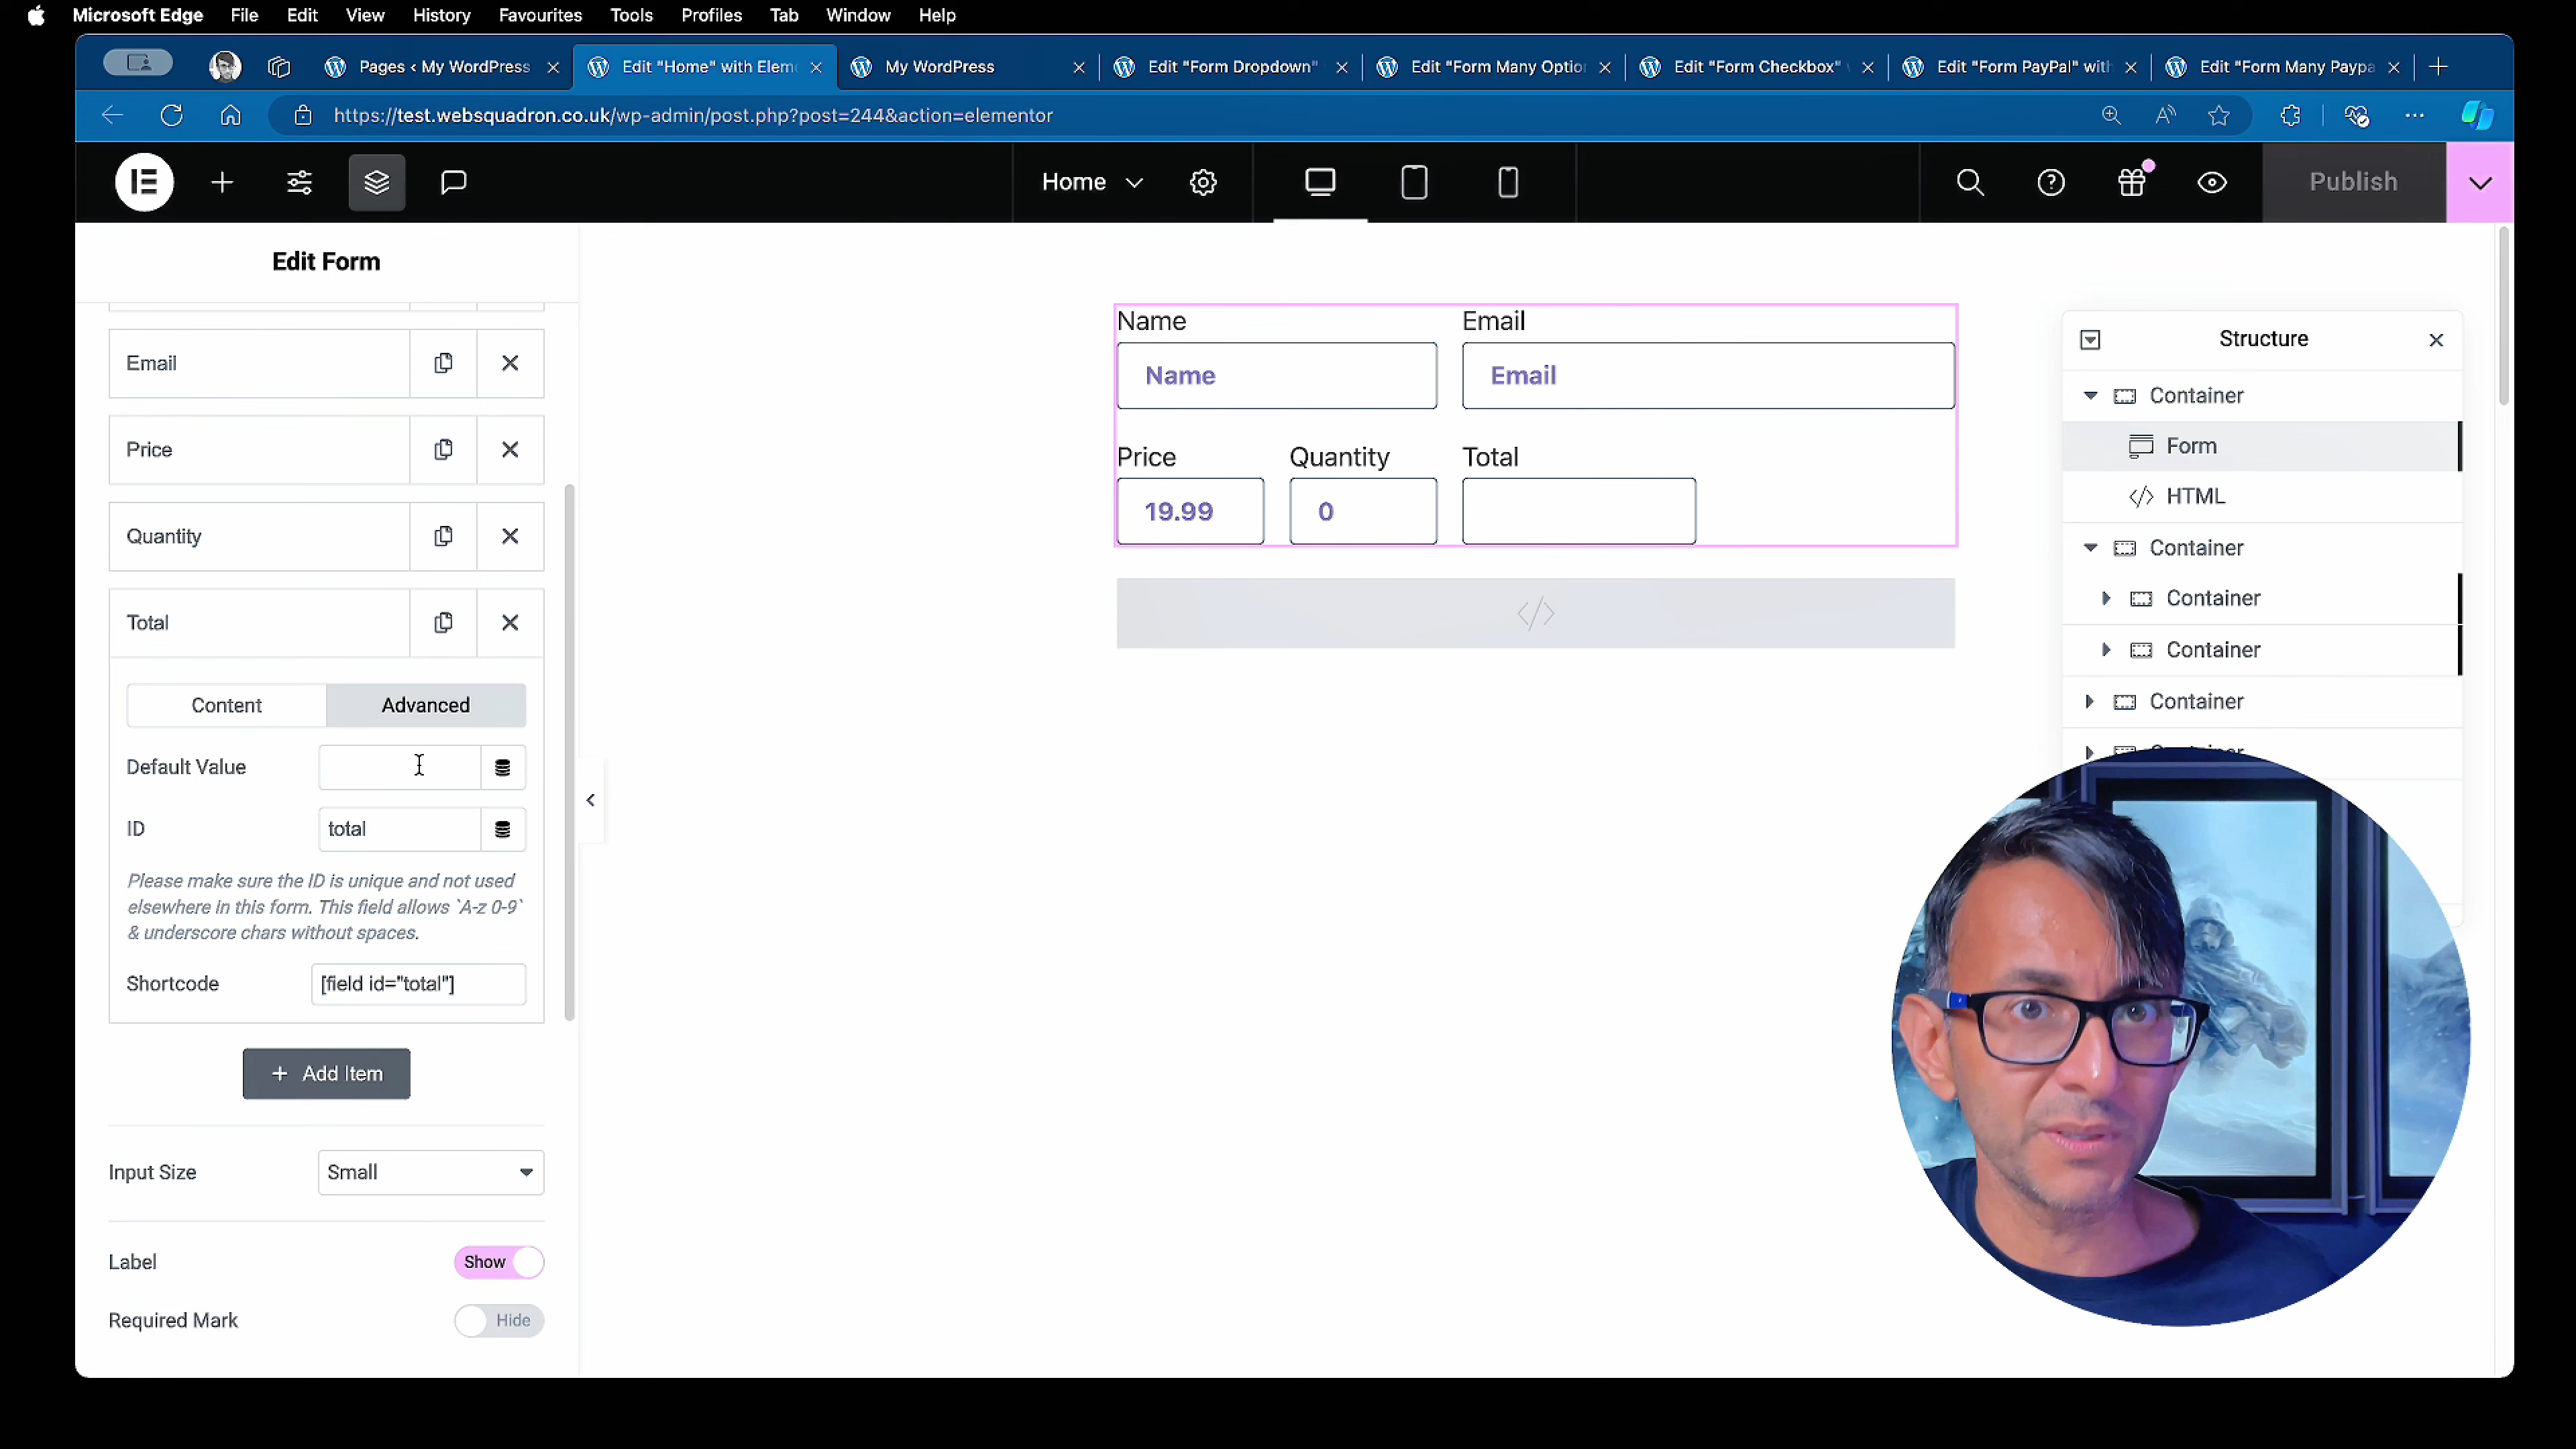 Microsoft Edge File Edit View History Favourites Tools Profiles Tab Window Help
Pages < My WordPress
Edit "Home" with Eleme
My WordPress
Edit "Form Dropdown"
Edit "Form Many Option
Edit "Form Checkbox"
Edit "Form PayPal" with
Edit "Form Many Paypa
https://test.websquadron.co.uk/wp-admin/post.php?post=244&action=elementor
Home
Publish
Edit Form
Email
Price
Quantity
Total
Content
Advanced
Default Value
ID
total
Please make sure the ID is unique and not used
elsewhere in this form. This field allows `A-z 0-9`
& underscore chars without spaces.
Shortcode
[field id="total"]
+ Add Item
Input Size
Small
Label
Show
Required Mark
Hide
Name
Email
Name
Email
Price
Quantity
Total
19.99
0
Structure
Container
Form
HTML
Container
Container
Container
Container
Container